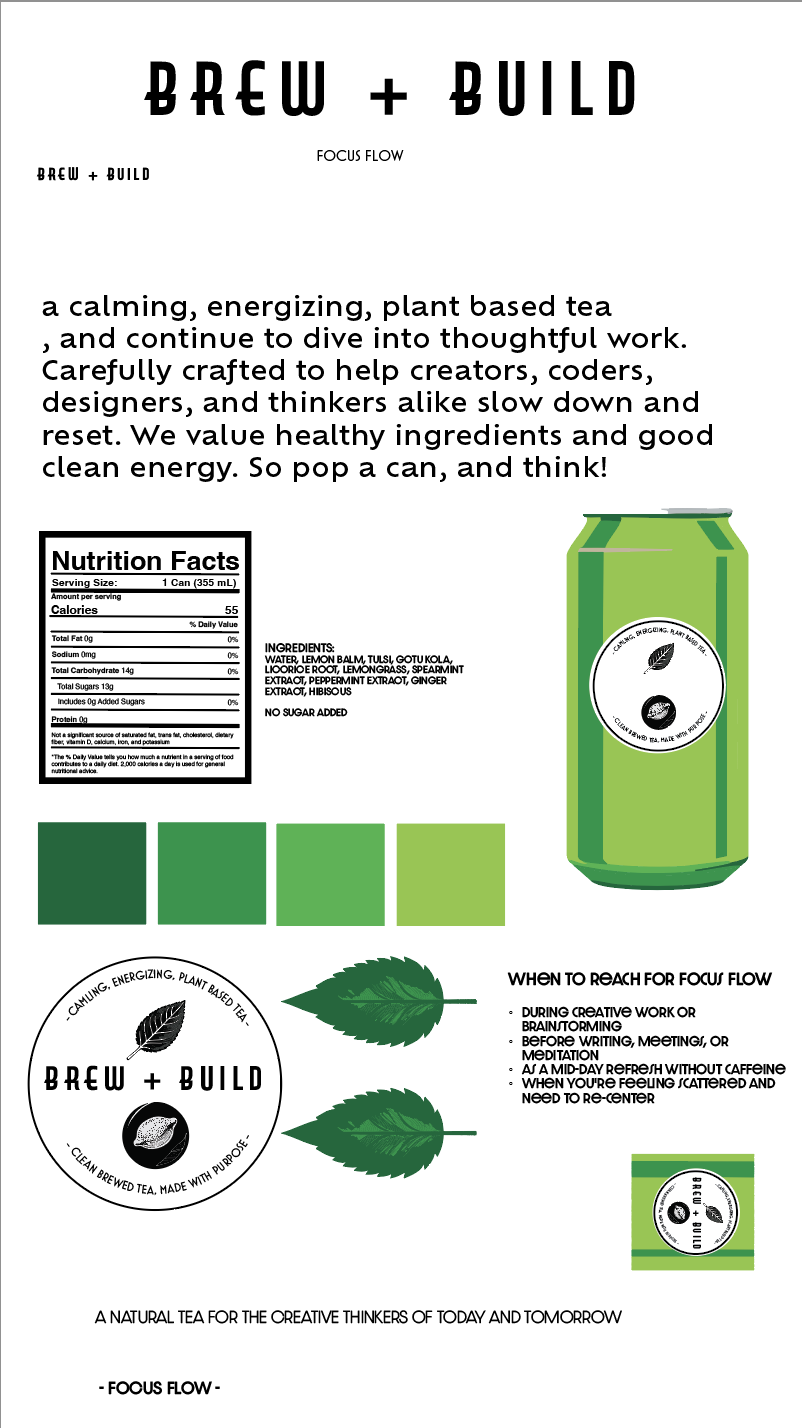 BREW + BUILD
FOCUS FLOW
BREW + BUILD
a calming, energizing, plant based tea
, and continue to dive into thoughtful work.
Carefully crafted to help creators, coders,
designers, and thinkers alike slow down and
reset. We value healthy ingredients and good
clean energy. So pop a can, and think!
Nutrition Facts
Serving Size: 1 Can (355 mL)
Amount per serving
Calories 55
% Daily Value
Total Fat 0g 0%
Sodium 0mg 0%
Total Carbohydrate 14g 0%
Total Sugars 13g
Includes 0g Added Sugars 0%
Protein 0g
Not a significant source of saturated fat, trans fat, cholesterol, dietary
fiber, vitamin D, calcium, iron, and potassium
*The % Daily Value tells you how much a nutrient in a serving of food
contributes to a daily diet. 2,000 calories a day is used for general
nutritional advice.
INGREDIENTS:
WATER, LEMON BALM, TULSI, GOTU KOLA,
LICORICE ROOT, LEMONGRASS, SPEARMINT
EXTRACT, PEPPERMINT EXTRACT, GINGER
EXTRACT, HIBISCUS
NO SUGAR ADDED
- CAMLING, ENERGIZING, PLANT BASED TEA -
- CLEAN BREWED TEA, MADE WITH PURPOSE -
- CAMLING, ENERGIZING, PLANT BASED TEA -
BREW + BUILD
- CLEAN BREWED TEA, MADE WITH PURPOSE -
WHEN TO REACH FOR FOCUS FLOW
◦ DURING CREATIVE WORK OR
BRAINSTORMING
◦ BEFORE WRITING, MEETINGS, OR
MEDITATION
◦ AS A MID-DAY REFRESH WITHOUT CAFFEINE
◦ WHEN YOU'RE FEELING SCATTERED AND
NEED TO RE-CENTER
BREW + BUILD
A NATURAL TEA FOR THE CREATIVE THINKERS OF TODAY AND TOMORROW
- FOCUS FLOW -